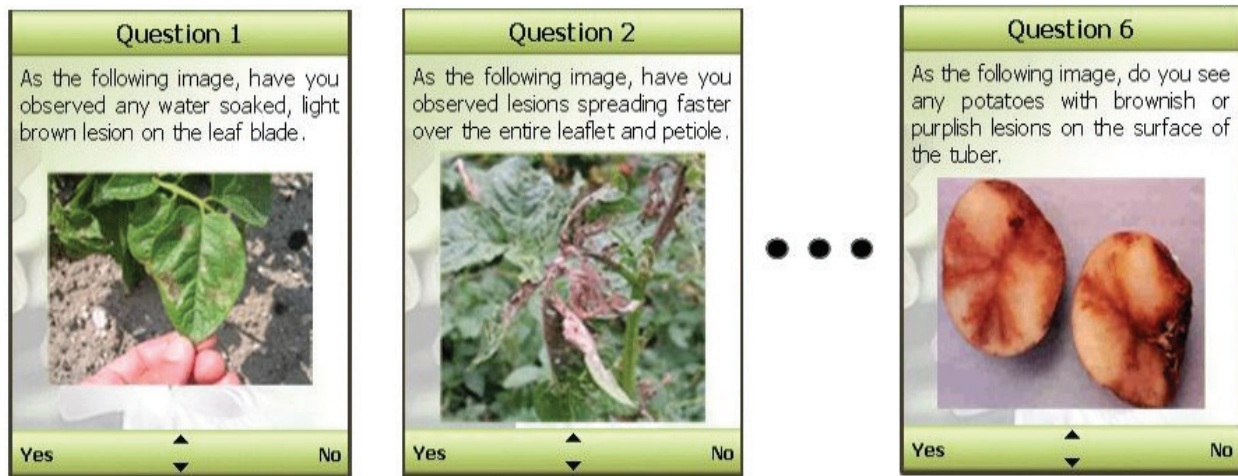 Question 1
As the following image, have you
observed any water soaked, light
brown lesion on the leaf blade.
Yes
No
Question 2
As the following image, have you
observed lesions spreading faster
over the entire leaflet and petiole.
Yes
No
Question 6
As the following image, do you see
any potatoes with brownish or
purplish lesions on the surface of
the tuber.
Yes
No